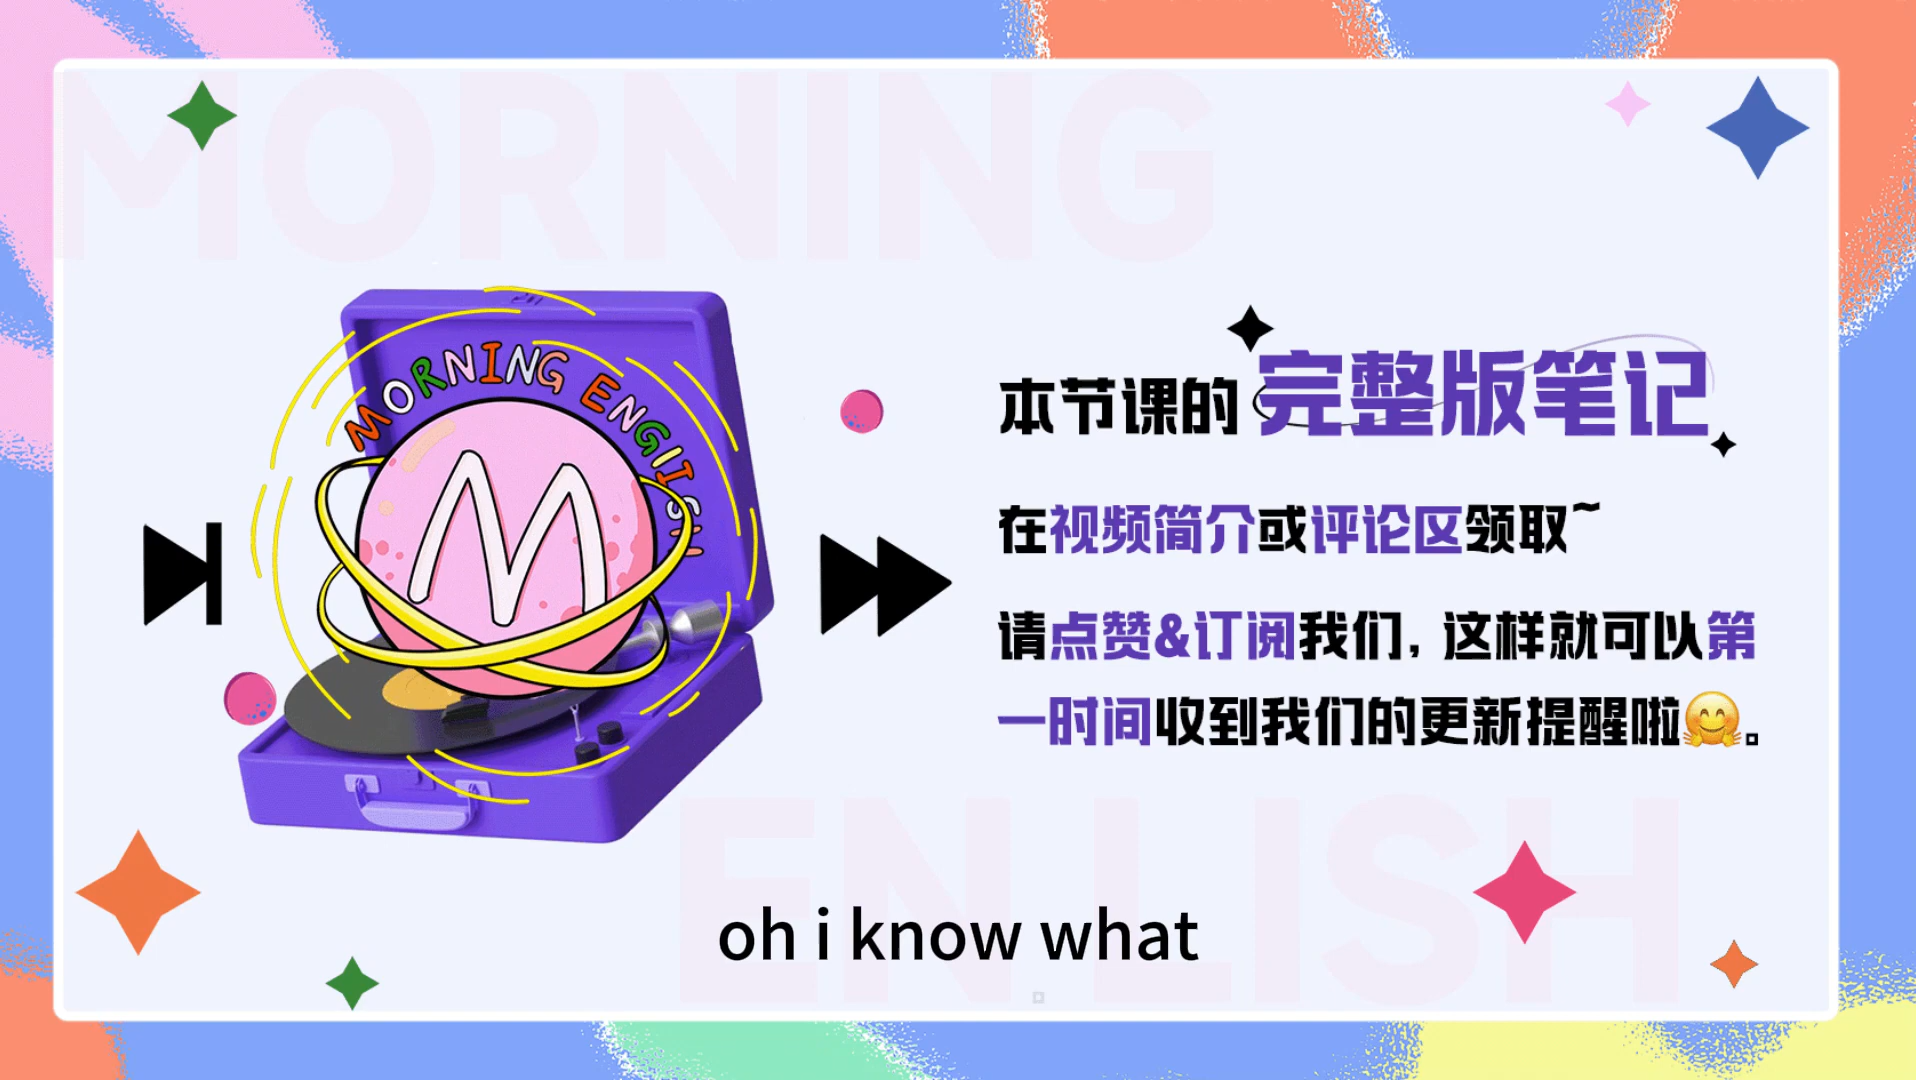 MORNING
MORNING ENGlISH
M
本节课的 完整版笔记
在视频简介或评论区领取~
请点赞&订阅我们，这样就可以第
一时间收到我们的更新提醒啦🤗。
EN LISH
oh i know what